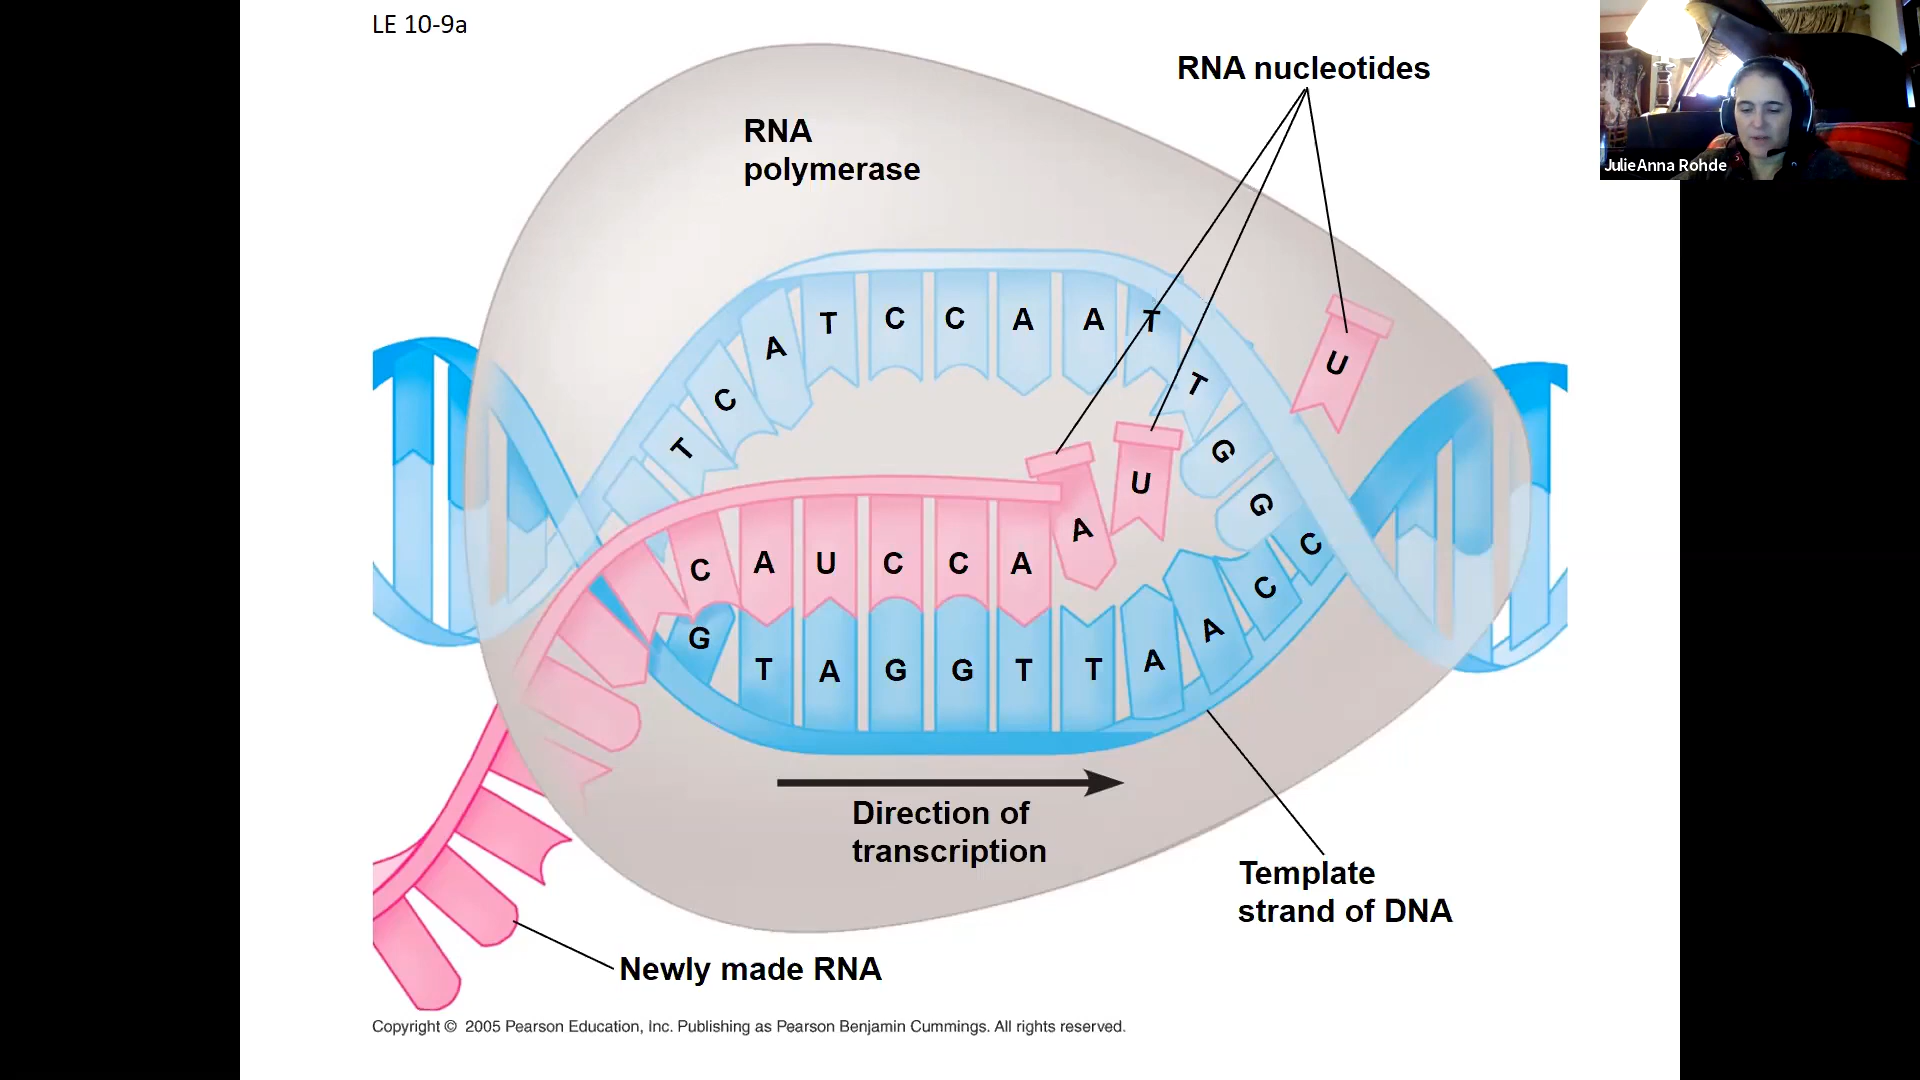 LE 10-9a
RNA nucleotides
RNA
polymerase
JulieAnna Rohde
T C A T C C A A T T G G C
U
A U
C A U C C A
G T A G G T T A A C C
Direction of
transcription
Template
strand of DNA
Newly made RNA
Copyright © 2005 Pearson Education, Inc. Publishing as Pearson Benjamin Cummings. All rights reserved.